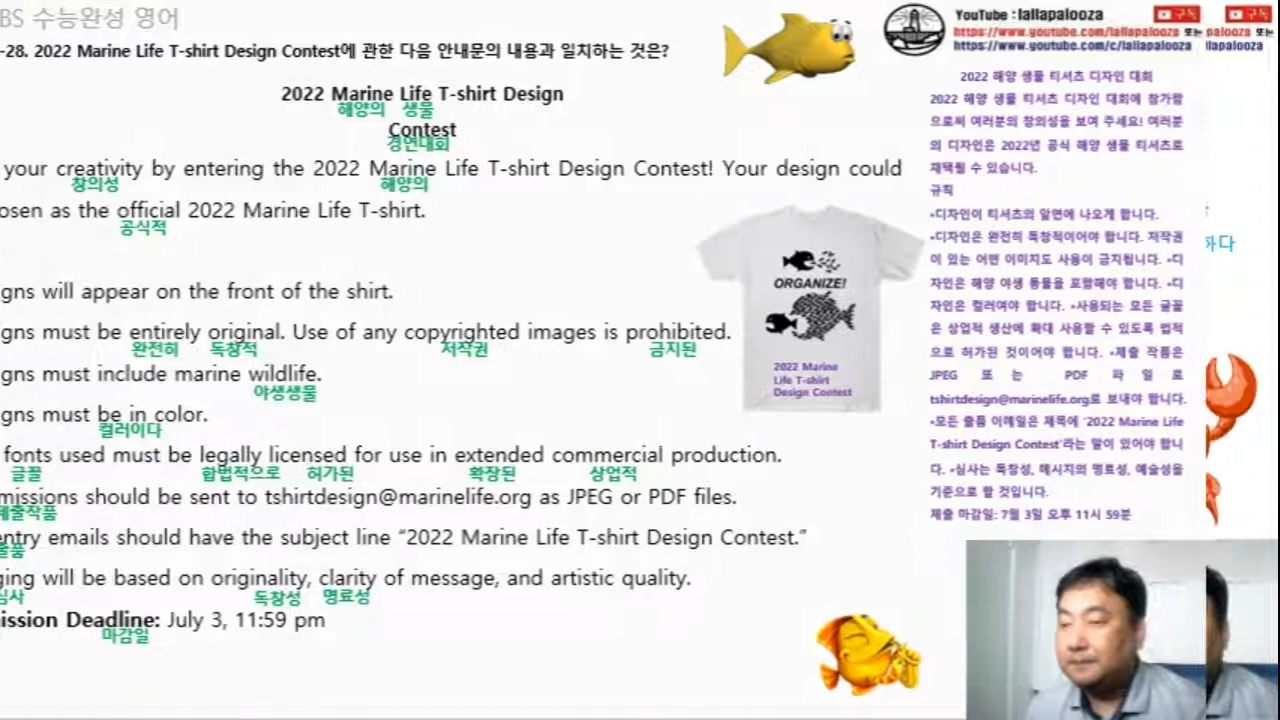 BS 수능완성 영어
-28. 2022 Marine Life T-shirt Design Contest에 관한 다음 안내문의 내용과 일치하는 것은?
2022 Marine Life T-shirt Design
해양의 생물
Contest
경연대회
your creativity by entering the 2022 Marine Life T-shirt Design Contest! Your design could
창의성 해양의
osen as the official 2022 Marine Life T-shirt.
공식적
gns will appear on the front of the shirt.
gns must be entirely original. Use of any copyrighted images is prohibited.
완전히 독창적 저작권 금지된
gns must include marine wildlife.
야생생물
gns must be in color.
컬러이다
fonts used must be legally licensed for use in extended commercial production.
글꼴 합법적으로 허가된 확장된 상업적
missions should be sent to tshirtdesign@marinelife.org as JPEG or PDF files.
제출작품
entry emails should have the subject line “2022 Marine Life T-shirt Design Contest.”
출품
ging will be based on originality, clarity of message, and artistic quality.
심사 독창성 명료성
ission Deadline: July 3, 11:59 pm
마감일
ORGANIZE!
2022 Marine
Life T-shirt
Design Contest
YouTube : lallapalooza 구독 구독
https://www.youtube.com/lallapalooza 또는 palooza 또는
https://www.youtube.com/c/lallapalooza lallapalooza
2022 해양 생물 티셔츠 디자인 대회
2022 해양 생물 티셔츠 디자인 대회에 참가함
으로써 여러분의 창의성을 보여 주세요! 여러분
의 디자인은 2022년 공식 해양 생물 티셔츠로
채택될 수 있습니다.
규칙
•디자인이 티셔츠의 앞면에 나오게 합니다.
•디자인은 완전히 독창적이어야 합니다. 저작권
이 있는 어떤 이미지도 사용이 금지됩니다. •디
자인은 해양 야생 동물을 포함해야 합니다. •디
자인은 컬러여야 합니다. •사용되는 모든 글꼴
은 상업적 생산에 확대 사용할 수 있도록 법적
으로 허가된 것이어야 합니다. •제출 작품은
JPEG 또는 PDF 파일로
tshirtdesign@marinelife.org로 보내야 합니다.
•모든 출품 이메일은 제목에 '2022 Marine Life
T-shirt Design Contest'라는 말이 있어야 합니
다. •심사는 독창성, 메시지의 명료성, 예술성을
기준으로 할 것입니다.
제출 마감일: 7월 3일 오후 11시 59분
하다